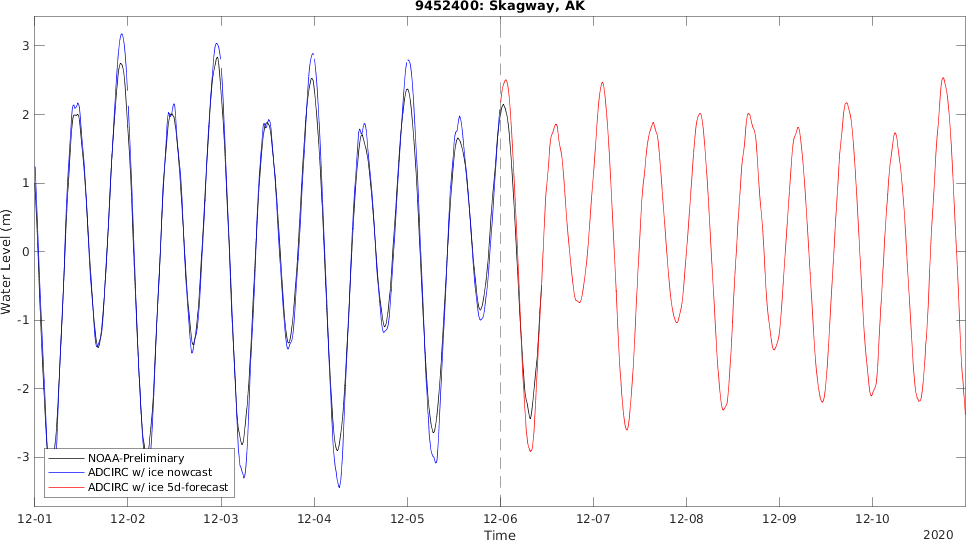 9452400: Skagway, AK
Water Level (m)
3
2
1
0
-1
-2
-3
NOAA-Preliminary
ADCIRC w/ ice nowcast
ADCIRC w/ ice 5d-forecast
12-01 12-02 12-03 12-04 12-05 12-06 12-07 12-08 12-09 12-10
Time
2020